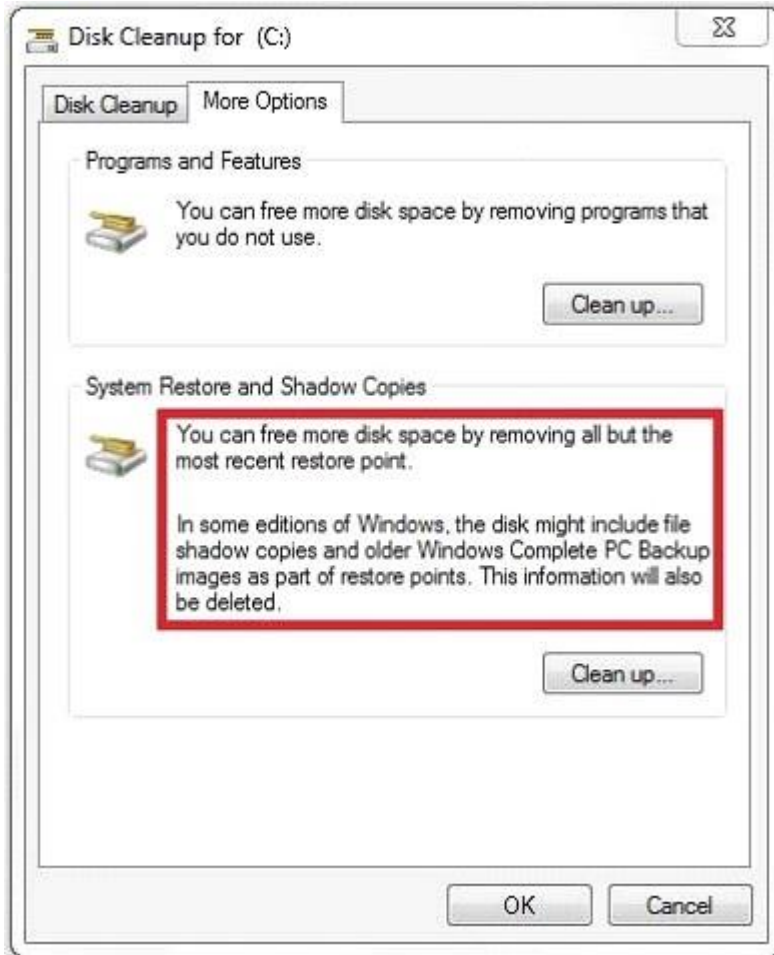 Disk Cleanup for (C:)
Disk Cleanup
More Options
Programs and Features
You can free more disk space by removing programs that
you do not use.
Clean up...
System Restore and Shadow Copies
You can free more disk space by removing all but the
most recent restore point.
In some editions of Windows, the disk might include file
shadow copies and older Windows Complete PC Backup
images as part of restore points. This information will also
be deleted.
Clean up...
OK
Cancel